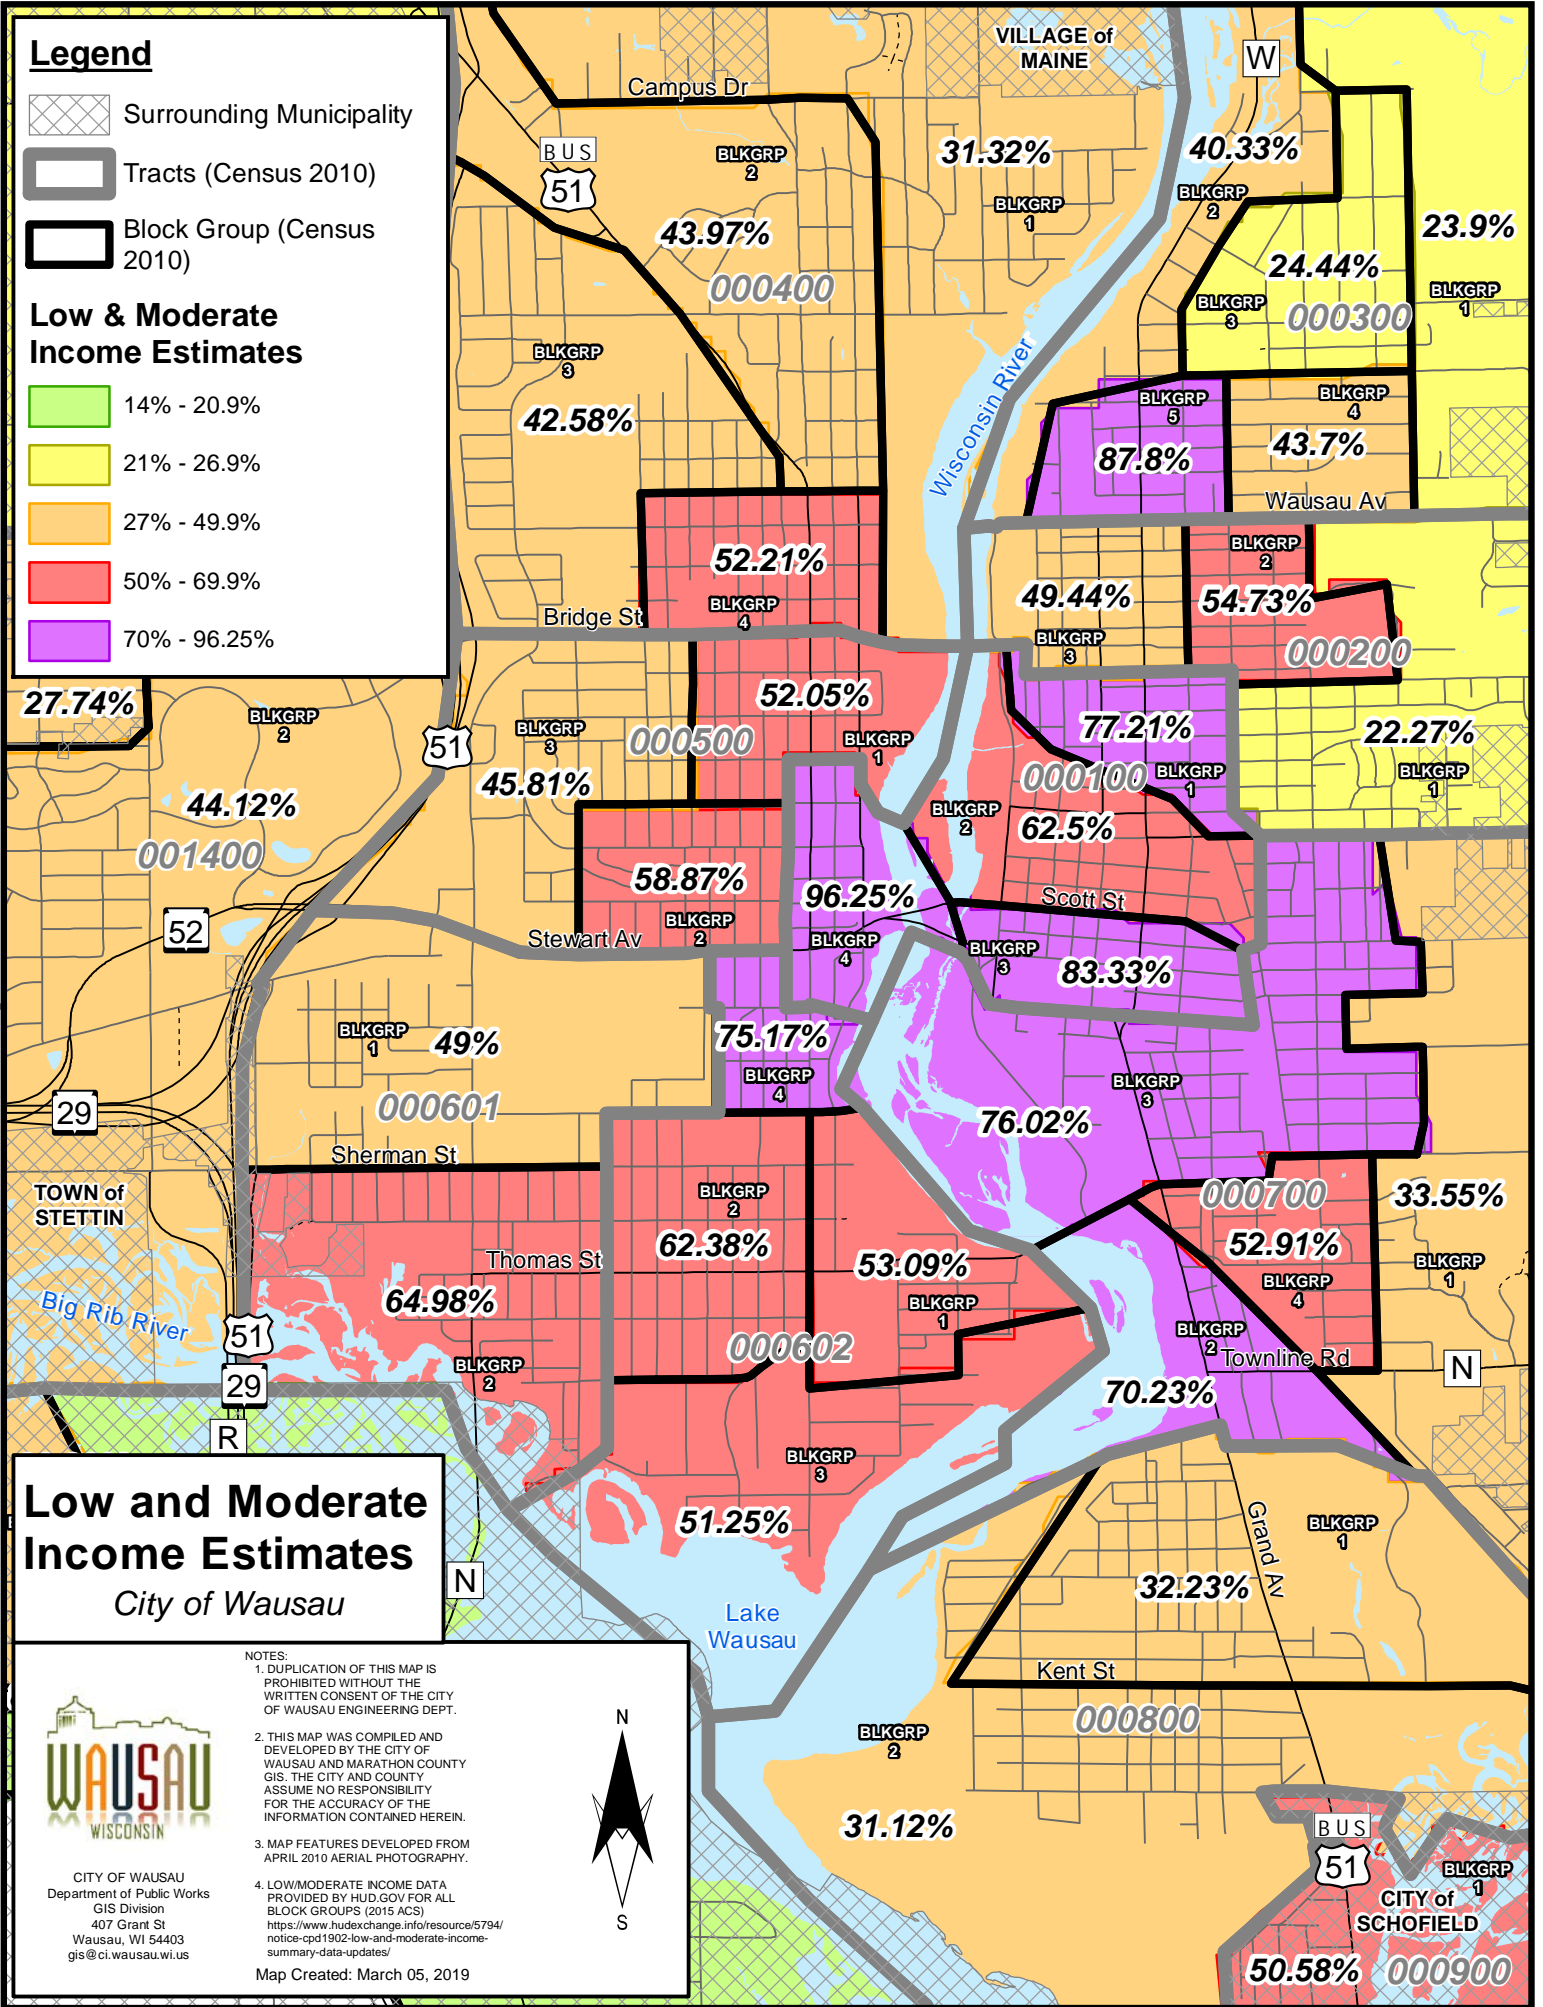 Legend
Surrounding Municipality
Tracts (Census 2010)
Block Group (Census
2010)
Low & Moderate
Income Estimates
14% - 20.9%
21% - 26.9%
27% - 49.9%
50% - 69.9%
70% - 96.25%
VILLAGE of
MAINE
W
Campus Dr
BUS
51
BLKGRP
2
43.97%
000400
31.32%
BLKGRP
1
40.33%
BLKGRP
2
23.9%
BLKGRP
1
24.44%
BLKGRP
3
000300
BLKGRP
3
42.58%
Wisconsin River
BLKGRP
5
87.8%
BLKGRP
4
43.7%
Wausau Av
52.21%
BLKGRP
4
Bridge St
49.44%
BLKGRP
3
BLKGRP
2
54.73%
000200
27.74%
BLKGRP
2
44.12%
001400
51
BLKGRP
3
45.81%
000500
52.05%
BLKGRP
1
77.21%
000100
BLKGRP
1
22.27%
BLKGRP
1
BLKGRP
2
62.5%
58.87%
BLKGRP
2
96.25%
BLKGRP
4
Scott St
52
Stewart Av
BLKGRP
3
83.33%
BLKGRP
1
49%
000601
75.17%
BLKGRP
4
29
BLKGRP
3
76.02%
Sherman St
TOWN of
STETTIN
BLKGRP
2
62.38%
000700
33.55%
52.91%
BLKGRP
4
BLKGRP
1
Thomas St
64.98%
53.09%
BLKGRP
1
Big Rib River
51
29
R
BLKGRP
2
000602
BLKGRP
2
Townline Rd
N
70.23%
BLKGRP
3
51.25%
Grand Av
BLKGRP
1
32.23%
Low and Moderate
Income Estimates
City of Wausau
N
Lake
Wausau
Kent St
000800
BLKGRP
2
31.12%
BUS
51
BLKGRP
1
CITY of
SCHOFIELD
50.58%
000900
WAUSAU
WISCONSIN
CITY OF WAUSAU
Department of Public Works
GIS Division
407 Grant St
Wausau, WI 54403
gis@ci.wausau.wi.us
NOTES:
1. DUPLICATION OF THIS MAP IS
PROHIBITED WITHOUT THE
WRITTEN CONSENT OF THE CITY
OF WAUSAU ENGINEERING DEPT.
2. THIS MAP WAS COMPILED AND
DEVELOPED BY THE CITY OF
WAUSAU AND MARATHON COUNTY
GIS. THE CITY AND COUNTY
ASSUME NO RESPONSIBILITY
FOR THE ACCURACY OF THE
INFORMATION CONTAINED HEREIN.
3. MAP FEATURES DEVELOPED FROM
APRIL 2010 AERIAL PHOTOGRAPHY.
4. LOW/MODERATE INCOME DATA
PROVIDED BY HUD.GOV FOR ALL
BLOCK GROUPS (2015 ACS)
https://www.hudexchange.info/resource/5794/
notice-cpd1902-low-and-moderate-income-
summary-data-updates/
Map Created: March 05, 2019
N
S